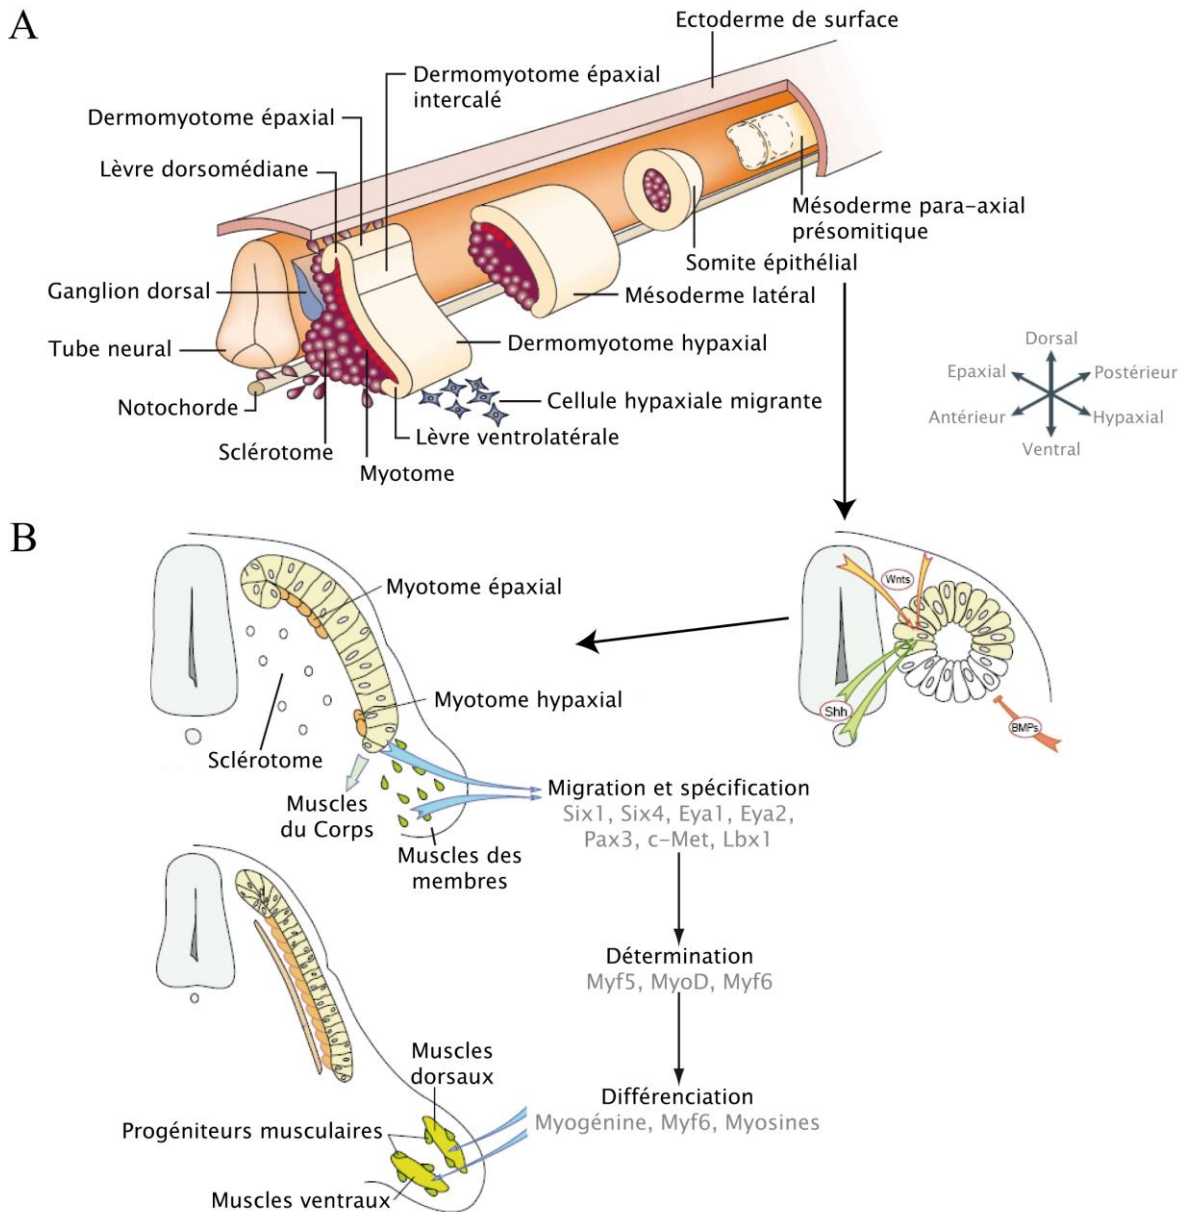 A
Ectoderme de surface
Dermomyotome épaxial
intercalé
Dermomyotome épaxial
Lèvre dorsomédiane
Mésoderme para-axial
présomitique
Somite épithélial
Ganglion dorsal
Mésoderme latéral
Tube neural
Dermomyotome hypaxial
Notochorde
Cellule hypaxiale migrante
Sclérotome
Lèvre ventrolatérale
Myotome
Dorsal
Epaxial
Postérieur
Antérieur
Hypaxial
Ventral
B
Myotome épaxial
Wnts
Myotome hypaxial
Shh
BMPs
Sclérotome
Muscles
du Corps
Muscles des
membres
Migration et spécification
Six1, Six4, Eya1, Eya2,
Pax3, c-Met, Lbx1
Détermination
Myf5, MyoD, Myf6
Muscles
dorsaux
Différenciation
Myogénine, Myf6, Myosines
Progéniteurs musculaires
Muscles ventraux